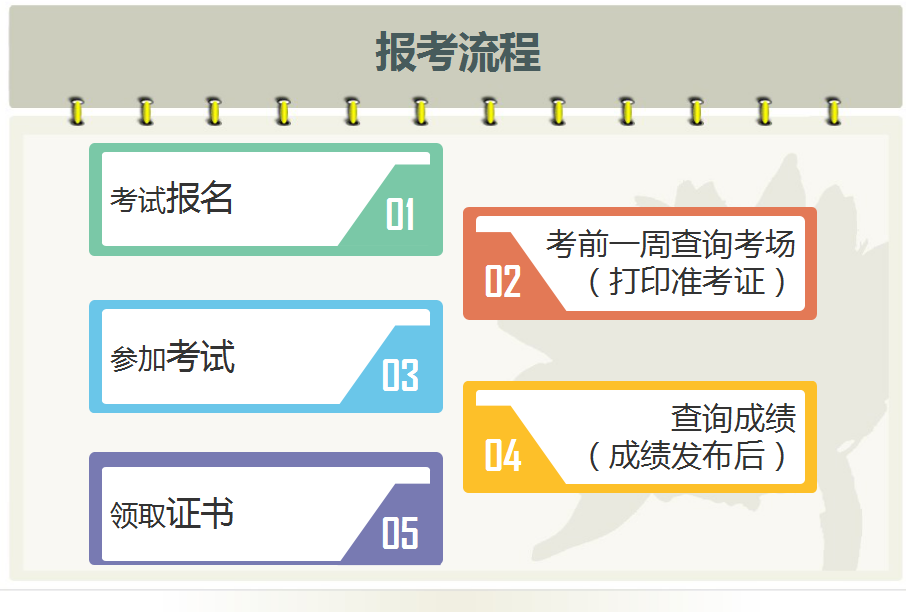 报考流程
考试报名
01
考前一周查询考场
（打印准考证）
02
参加考试
03
查询成绩
（成绩发布后）
04
领取证书
05